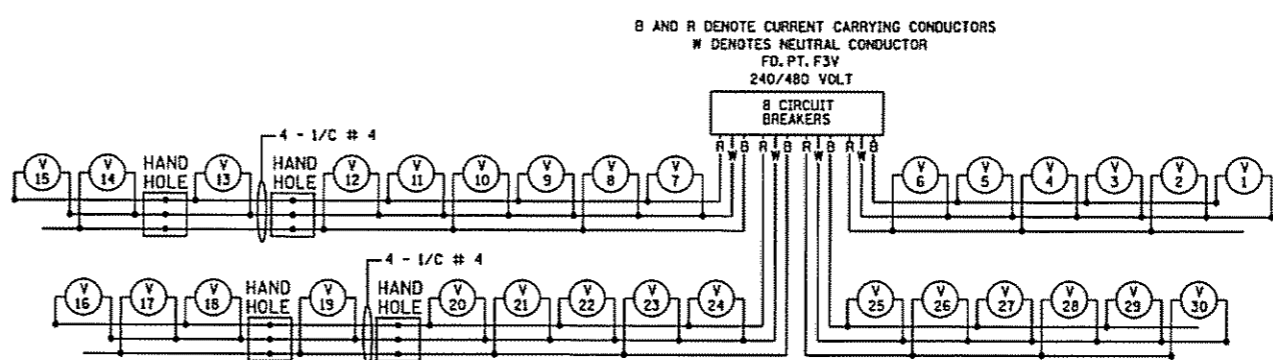 B AND R DENOTE CURRENT CARRYING CONDUCTORS
W DENOTES NEUTRAL CONDUCTOR
FD. PT. F3V
240/480 VOLT
8 CIRCUIT
BREAKERS
R W B R W B R W B R W B
4 - 1/C # 4
V 15
V 14
HAND
HOLE
V 13
HAND
HOLE
V 12
V 11
V 10
V 9
V 8
V 7
V 6
V 5
V 4
V 3
V 2
V 1
4 - 1/C # 4
V 16
V 17
V 18
HAND
HOLE
V 19
HAND
HOLE
V 20
V 21
V 22
V 23
V 24
V 25
V 26
V 27
V 28
V 29
V 30